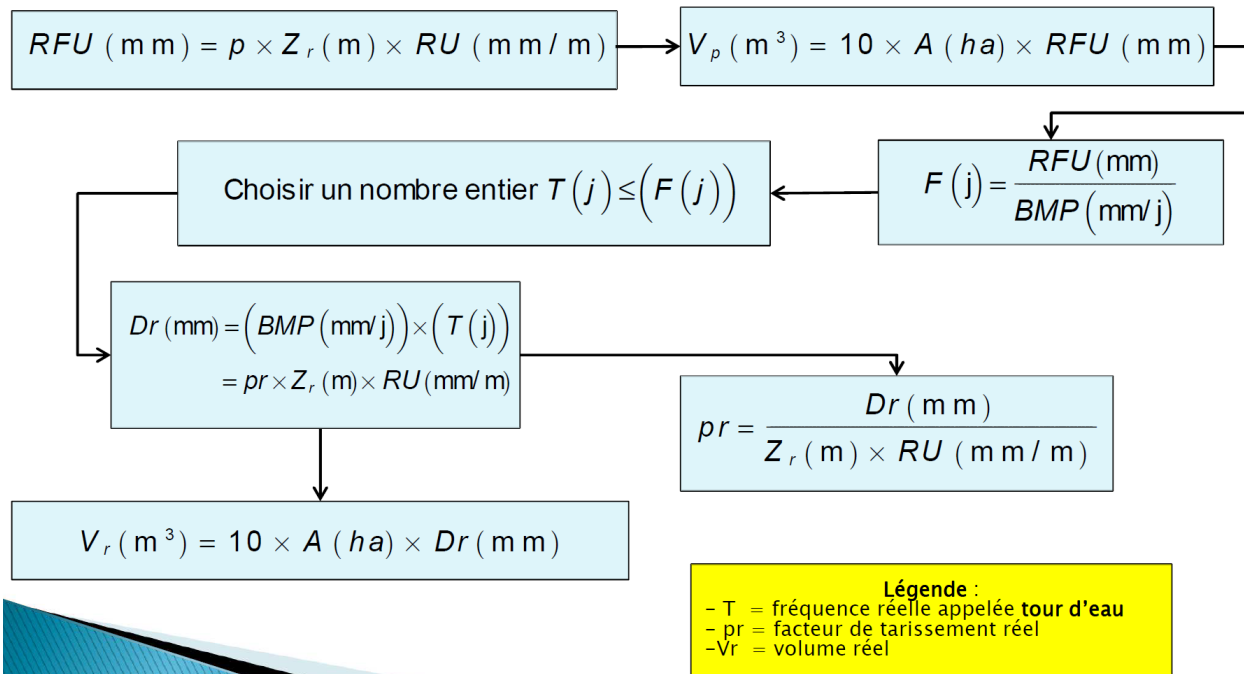 RFU (mm) = p × Z_r (m) × RU (mm/m)
V_p (m³) = 10 × A (ha) × RFU (mm)
F (j) = RFU (mm) / BMP (mm/j)
Choisir un nombre entier T (j) ≤ (F (j))
Dr (mm) = (BMP (mm/j)) × (T (j))
= pr × Z_r (m) × RU (mm/m)
pr = Dr (mm) / Z_r (m) × RU (mm/m)
V_r (m³) = 10 × A (ha) × Dr (mm)
Légende :
- T = fréquence réelle appelée tour d'eau
- pr = facteur de tarissement réel
-Vr = volume réel